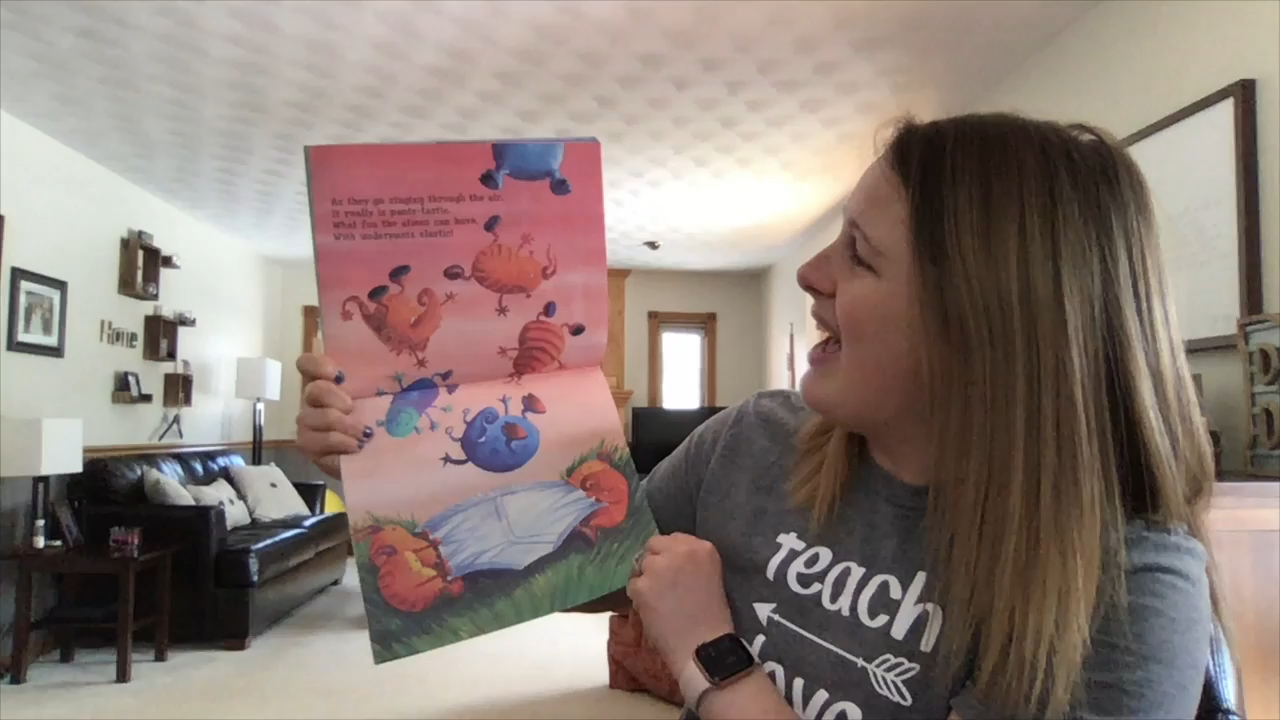 As they go zinging through the air,
It really is pants-tastic.
What fun the aliens can have,
With underpants elastic!
Home
teach
love